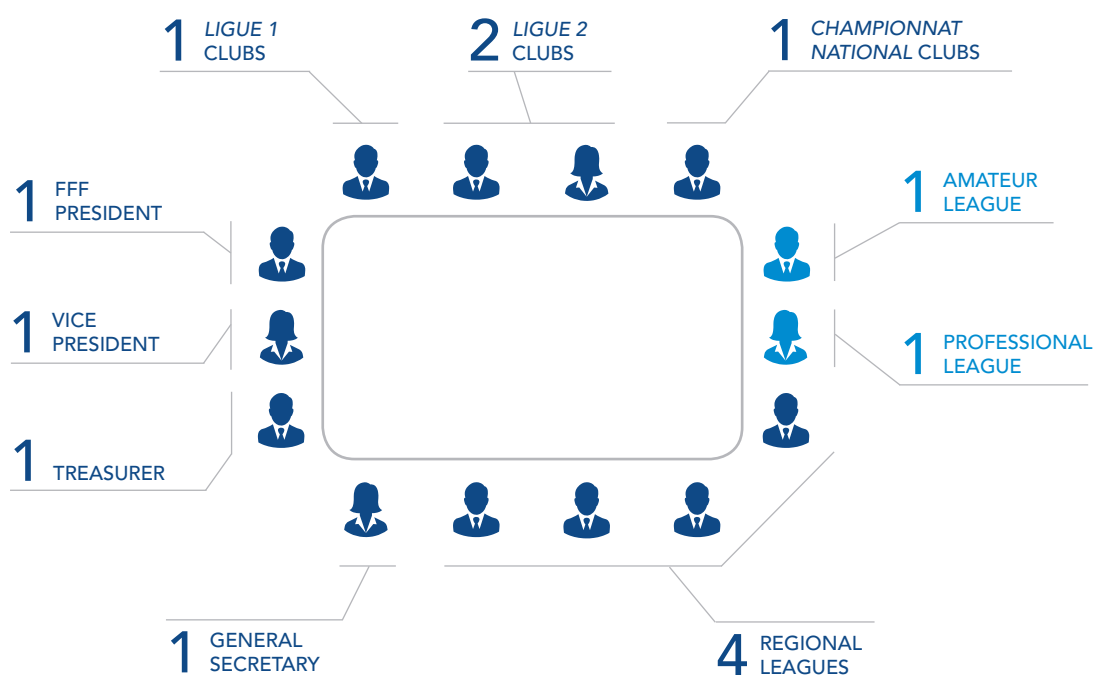 1 LIGUE 1
CLUBS
2 LIGUE 2
CLUBS
1 CHAMPIONNAT
NATIONAL CLUBS
1 FFF
PRESIDENT
1 AMATEUR
LEAGUE
1 VICE
PRESIDENT
1 PROFESSIONAL
LEAGUE
1 TREASURER
1 GENERAL
SECRETARY
4 REGIONAL
LEAGUES